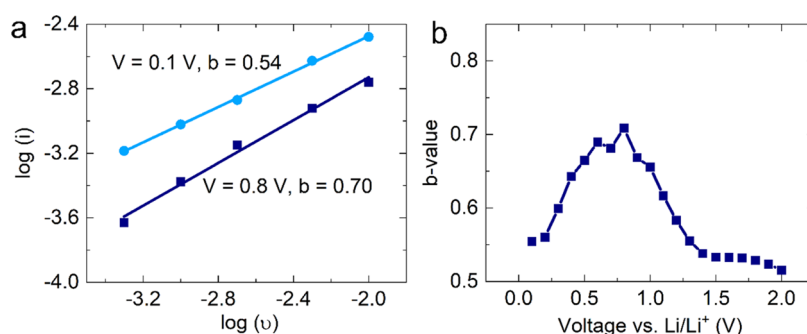 a
-2.4
-2.8
-3.2
-3.6
-4.0
log (i)
V = 0.1 V, b = 0.54
V = 0.8 V, b = 0.70
-3.2
-2.8
-2.4
-2.0
log (υ)
b
0.8
0.7
0.6
0.5
b-value
0.0
0.5
1.0
1.5
2.0
Voltage vs. Li/Li⁺ (V)